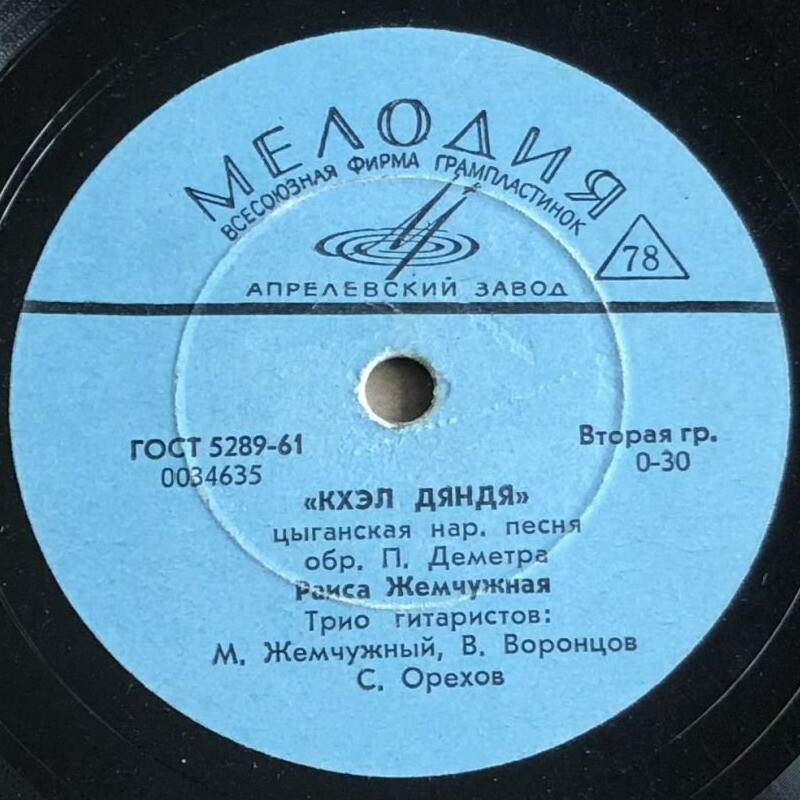 МЕЛОДИЯ
ВСЕСОЮЗНАЯ ФИРМА ГРАМПЛАСТИНОК
78
АПРЕЛЕВСКИЙ ЗАВОД
ГОСТ 5289-61
0034635
Вторая гр.
0-30
«КХЭЛ ДЯНДЯ»
цыганская нар. песня
обр. П. Деметра
Раиса Жемчужная
Трио гитаристов:
М. Жемчужный, В. Воронцов
С. Орехов